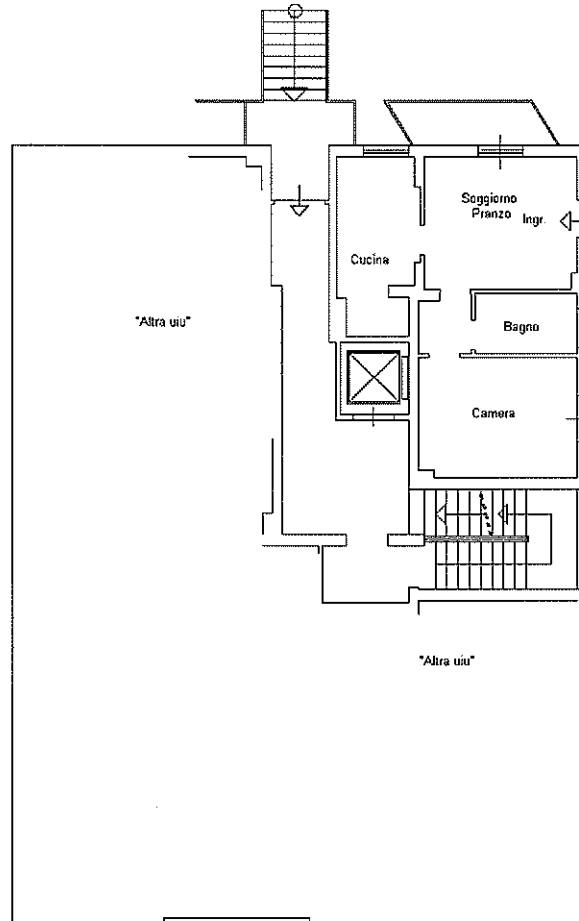 Soggiorno
Pranzo
Ingr.
Cucina
"Altra uiu"
Bagno
Camera
"Altra uiu"